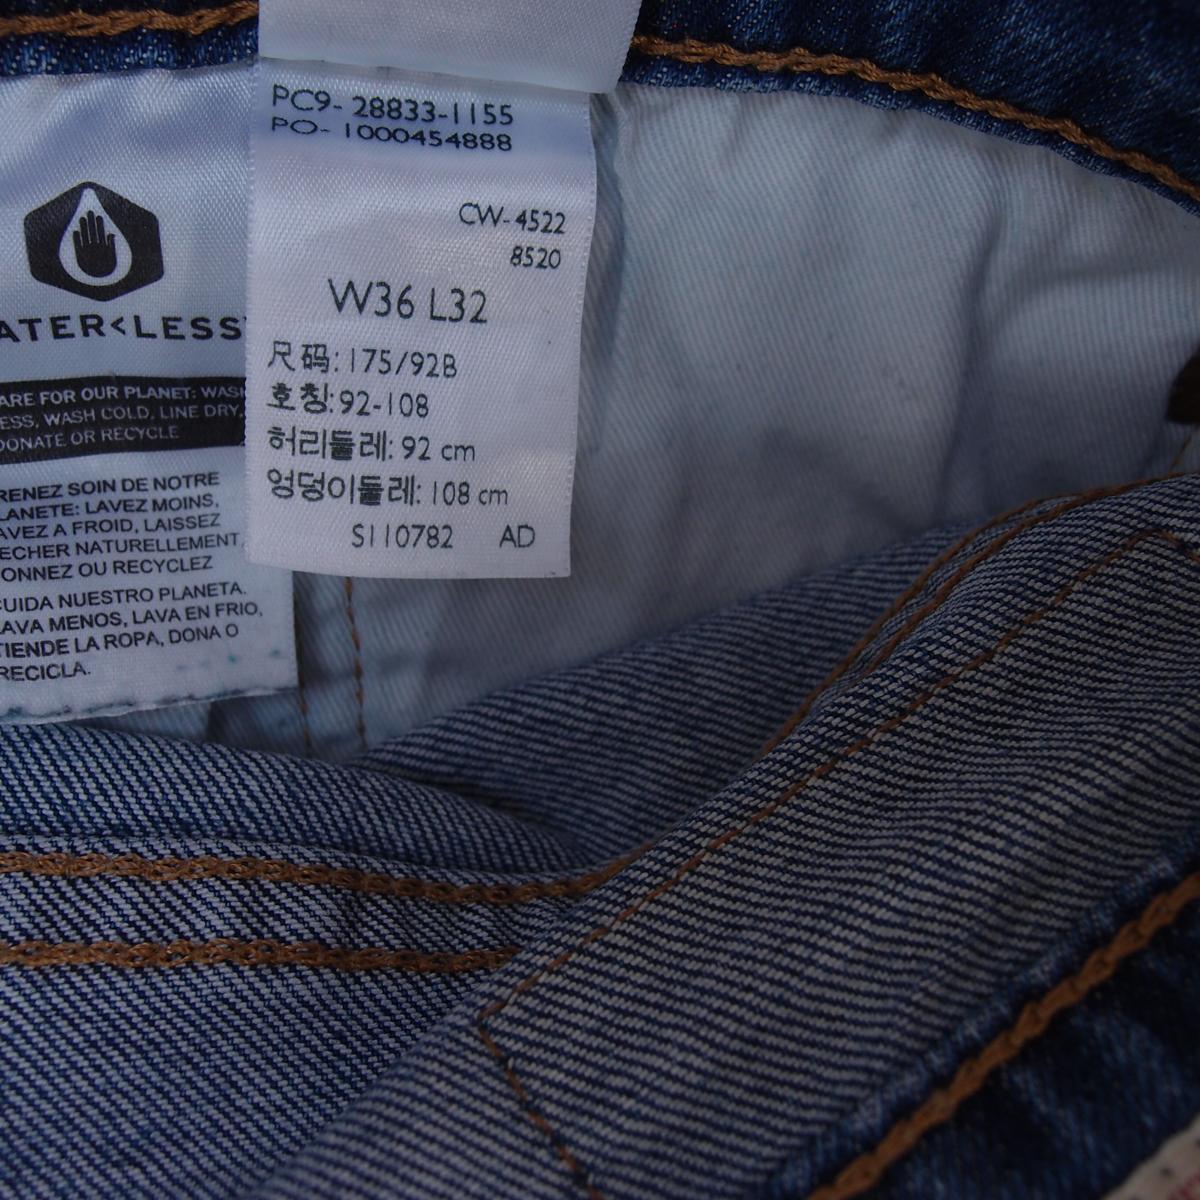 PC9- 28833-1155
PO- 1000454888
CW-4522
8520
W36 L32
尺码: 175/92B
호칭: 92-108
허리둘레: 92 cm
엉덩이둘레: 108 cm
S110782 AD
ATER<LESS
ARE FOR OUR PLANET: WASH
ESS, WASH COLD, LINE DRY,
DONATE OR RECYCLE
RENEZ SOIN DE NOTRE
LANETE: LAVEZ MOINS,
AVEZ A FROID, LAISSEZ
ECHER NATURELLEMENT,
ONNEZ OU RECYCLEZ
CUIDA NUESTRO PLANETA.
LAVA MENOS, LAVA EN FRIO,
TIENDE LA ROPA, DONA O
RECICLA.